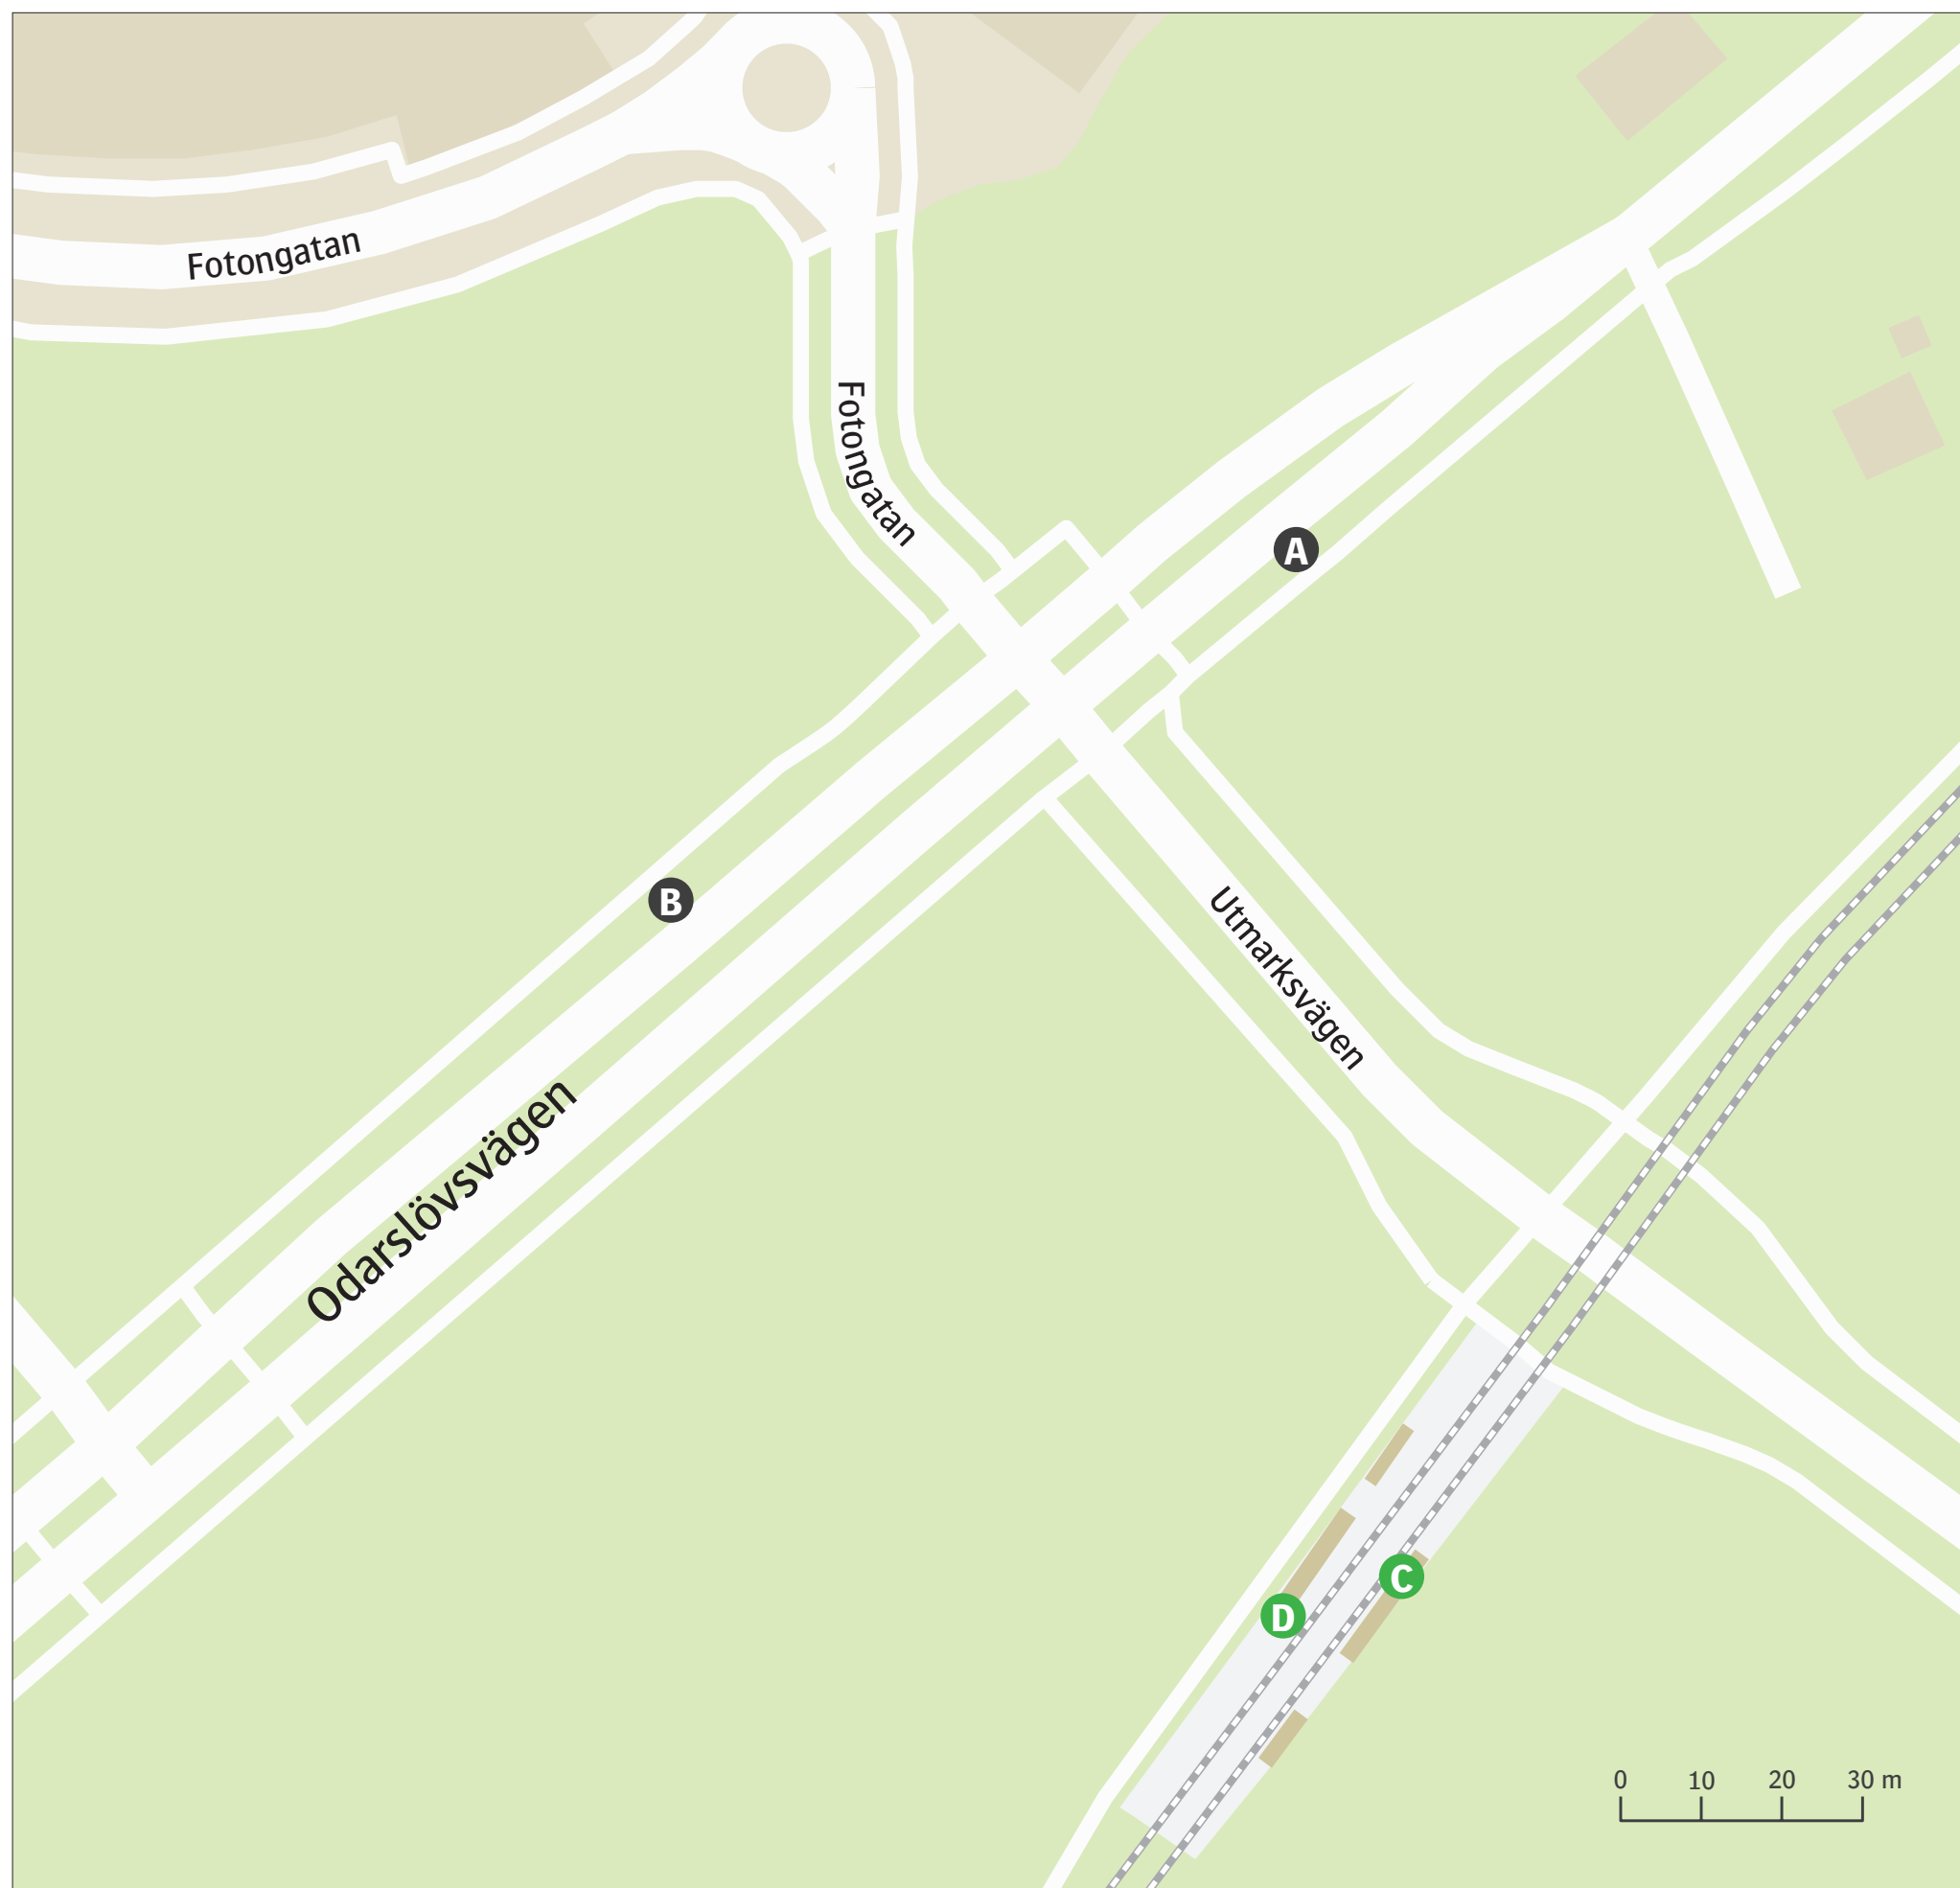 Fotongatan
Fotongatan
A
B
Utmarksvägen
Odarslövsvägen
C
D
0 10 20 30 m